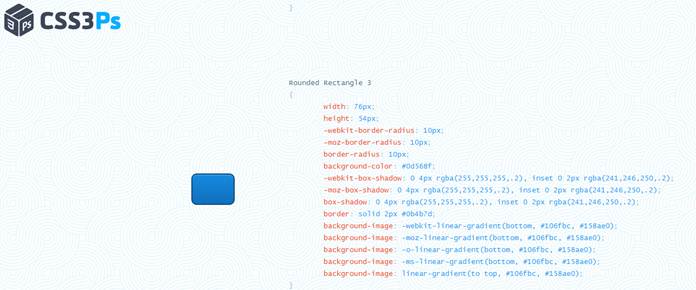 CSS3Ps
}
Rounded Rectangle 3
{
width: 76px;
height: 54px;
-webkit-border-radius: 10px;
-moz-border-radius: 10px;
border-radius: 10px;
background-color: #0d568f;
-webkit-box-shadow: 0 4px rgba(255,255,255,.2), inset 0 2px rgba(241,246,250,.2);
-moz-box-shadow: 0 4px rgba(255,255,255,.2), inset 0 2px rgba(241,246,250,.2);
box-shadow: 0 4px rgba(255,255,255,.2), inset 0 2px rgba(241,246,250,.2);
border: solid 2px #0b4b7d;
background-image: -webkit-linear-gradient(bottom, #106fbc, #158ae0);
background-image: -moz-linear-gradient(bottom, #106fbc, #158ae0);
background-image: -o-linear-gradient(bottom, #106fbc, #158ae0);
background-image: -ms-linear-gradient(bottom, #106fbc, #158ae0);
background-image: linear-gradient(to top, #106fbc, #158ae0);
}